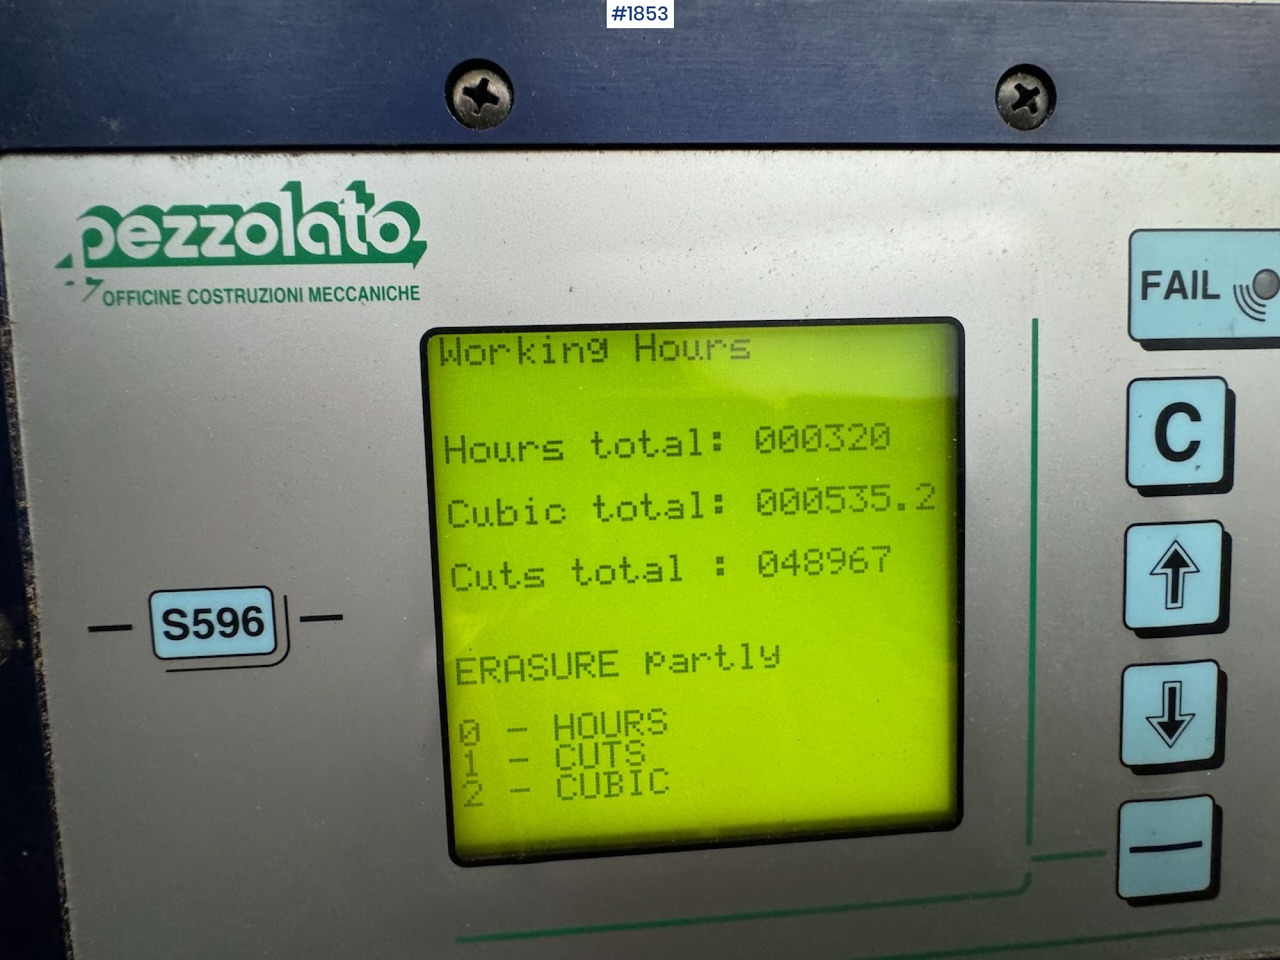 #1853
pezzolato
OFFICINE COSTRUZIONI MECCANICHE
FAIL
Working Hours
C
Hours total: 000320
Cubic total: 000535.2
Cuts total : 048967
S596
ERASURE partly
0 - HOURS
1 - CUTS
2 - CUBIC